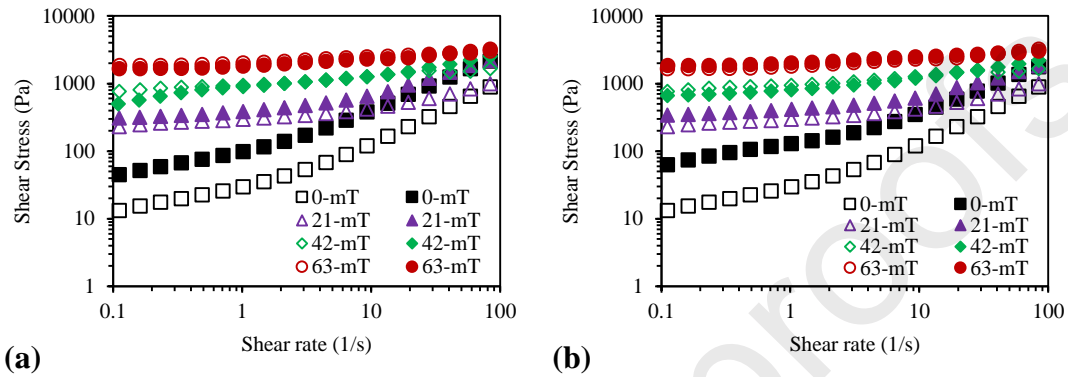 10000
1000
100
10
1
Shear Stress (Pa)
0-mT 0-mT
21-mT 21-mT
42-mT 42-mT
63-mT 63-mT
0.1 1 10 100
Shear rate (1/s)
(a)
10000
1000
100
10
1
Shear Stress (Pa)
0-mT 0-mT
21-mT 21-mT
42-mT 42-mT
63-mT 63-mT
0.1 1 10 100
Shear rate (1/s)
(b)
proofs